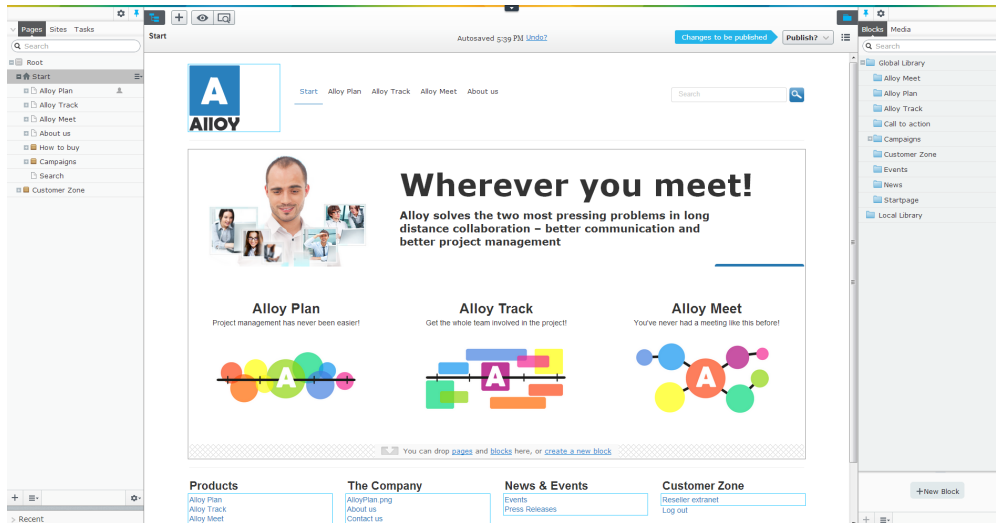 Pages Sites Tasks
Search
Root
Start
Alloy Plan
Alloy Track
Alloy Meet
About us
How to buy
Campaigns
Search
Customer Zone
Recent
Start
Autosaved 5:39 PM Undo?
Changes to be published
Publish?
A
Alloy
Start Alloy Plan Alloy Track Alloy Meet About us
Search
Wherever you meet!
Alloy solves the two most pressing problems in long
distance collaboration – better communication and
better project management
Alloy Plan
Project management has never been easier!
A
Alloy Track
Get the whole team involved in the project!
A
Alloy Meet
You've never had a meeting like this before!
A
You can drop pages and blocks here, or create a new block
Products
Alloy Plan
Alloy Track
Alloy Meet
The Company
AlloyPlan.png
About us
Contact us
News & Events
Events
Press Releases
Customer Zone
Reseller extranet
Log out
Blocks Media
Search
Global Library
Alloy Meet
Alloy Plan
Alloy Track
Call to action
Campaigns
Customer Zone
Events
News
Startpage
Local Library
+New Block